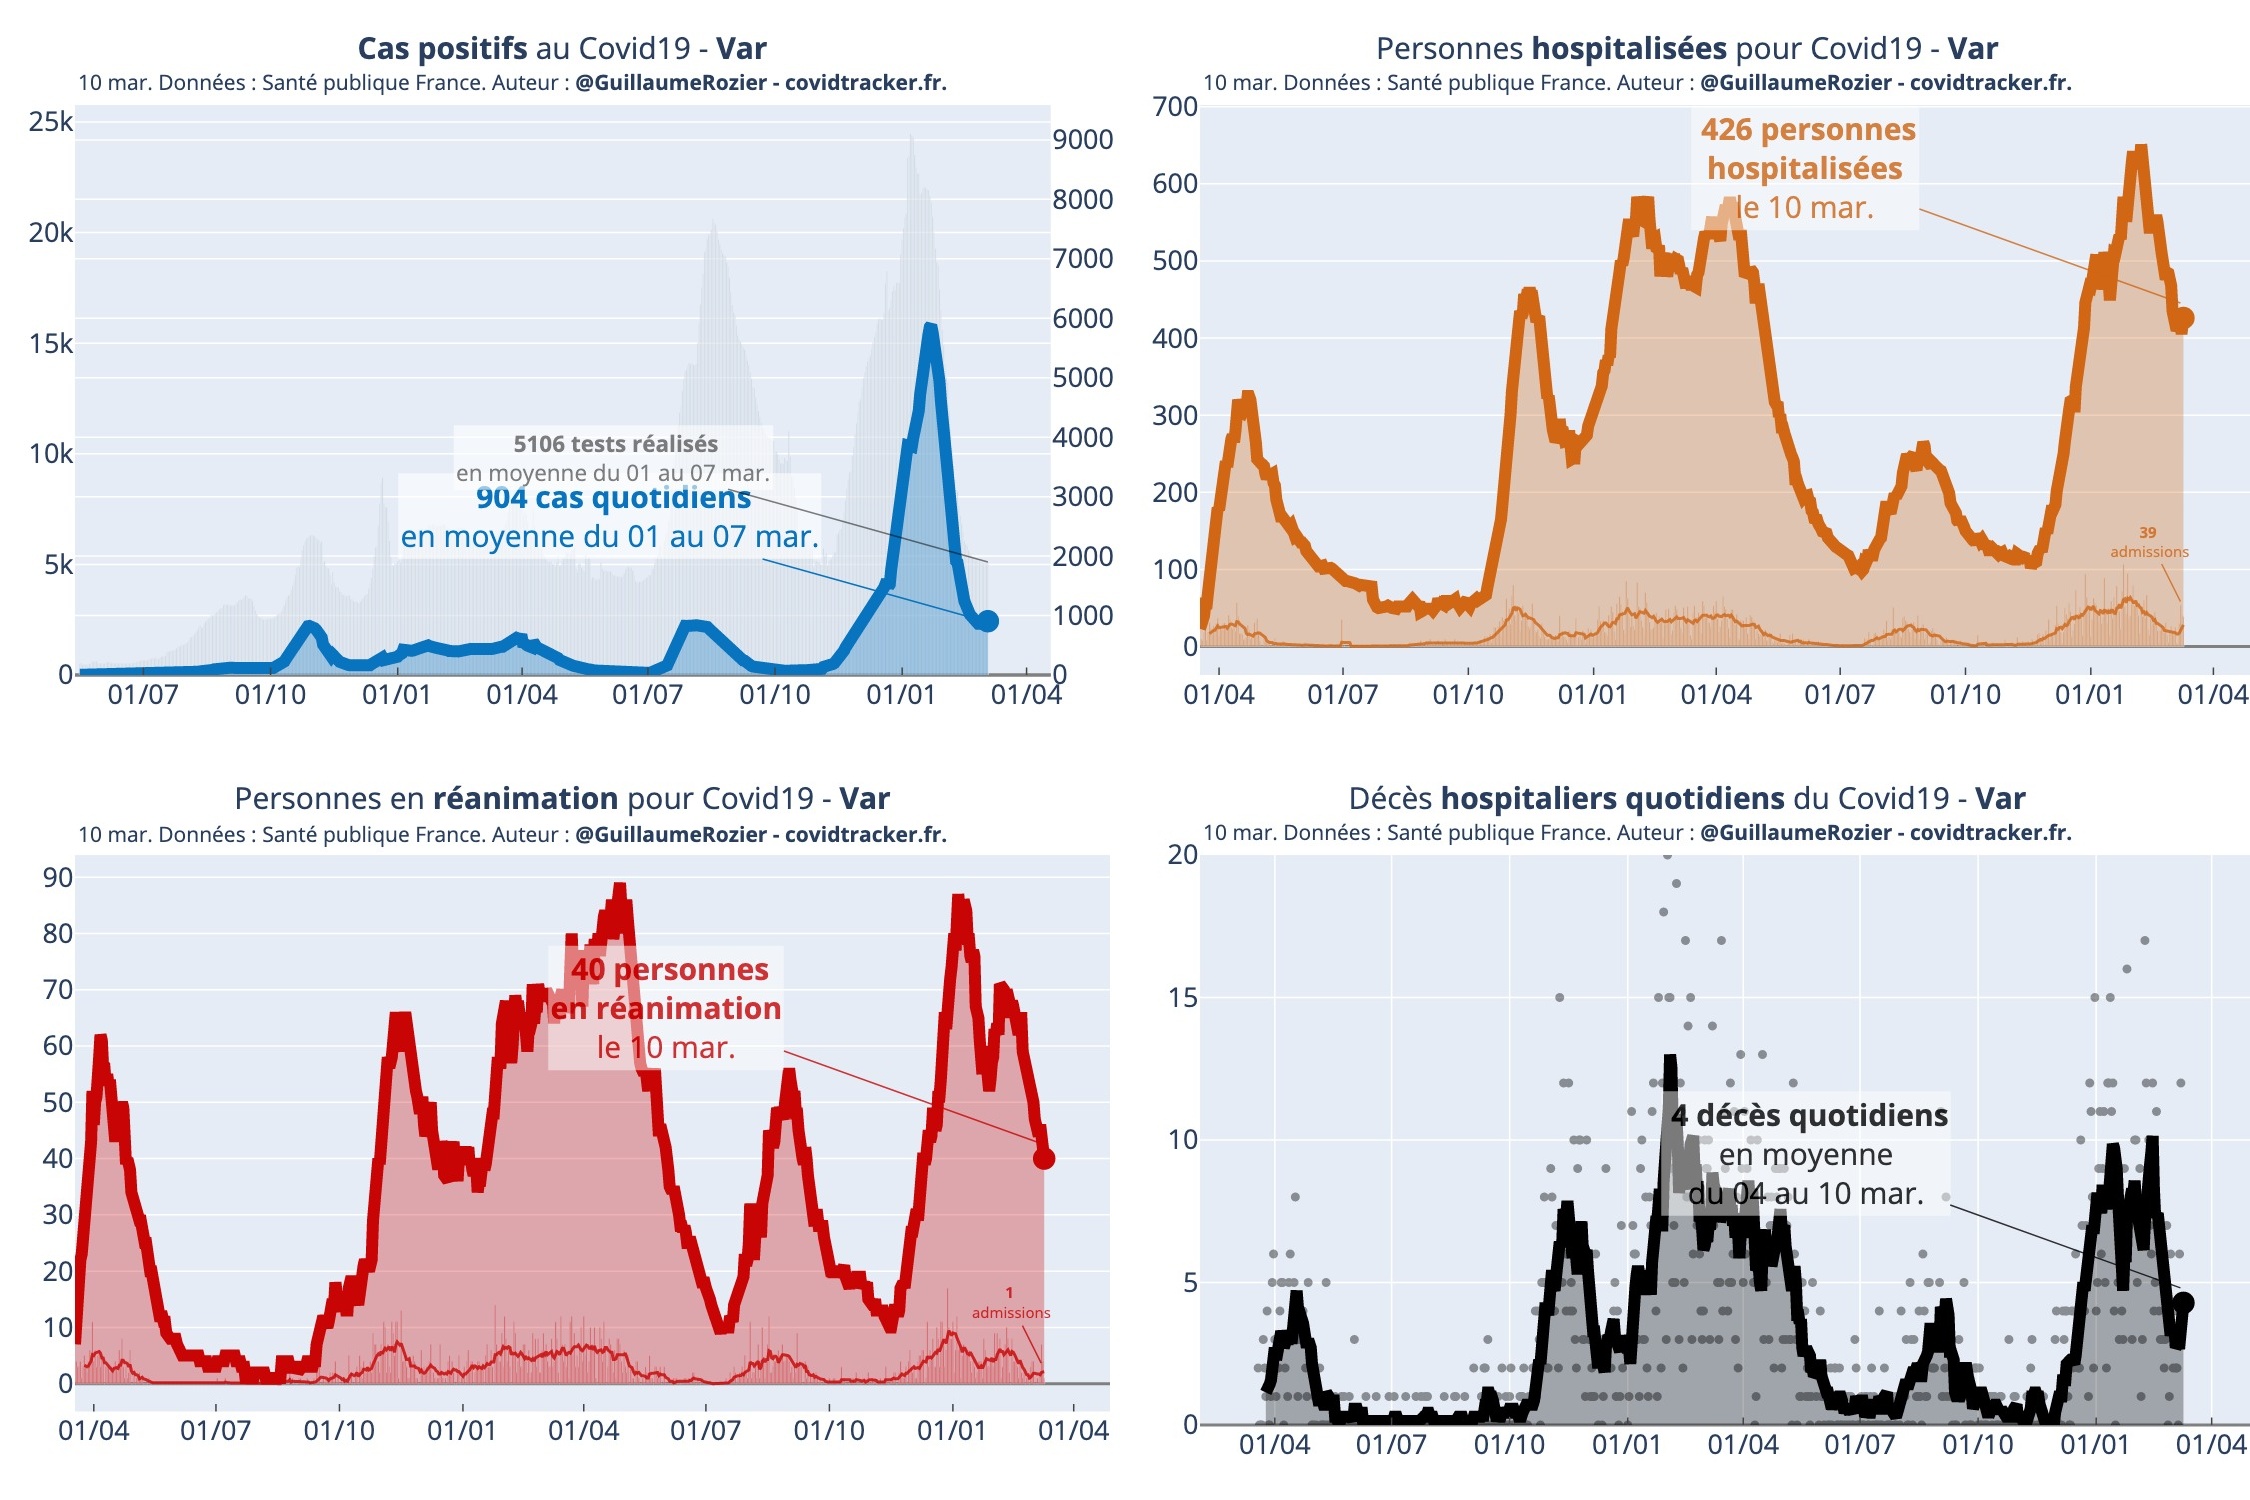 Cas positifs au Covid19 - Var
10 mar. Données : Santé publique France. Auteur : @GuillaumeRozier - covidtracker.fr.
25k
20k
15k
10k
5k
0
9000
8000
7000
6000
5000
4000
3000
2000
1000
0
5106 tests réalisés
en moyenne du 01 au 07 mar.
904 cas quotidiens
en moyenne du 01 au 07 mar.
01/07 01/10 01/01 01/04 01/07 01/10 01/01 01/04
Personnes hospitalisées pour Covid19 - Var
10 mar. Données : Santé publique France. Auteur : @GuillaumeRozier - covidtracker.fr.
700
600
500
400
300
200
100
0
426 personnes
hospitalisées
le 10 mar.
39
admissions
01/04 01/07 01/10 01/01 01/04 01/07 01/10 01/01 01/04
Personnes en réanimation pour Covid19 - Var
10 mar. Données : Santé publique France. Auteur : @GuillaumeRozier - covidtracker.fr.
90
80
70
60
50
40
30
20
10
0
40 personnes
en réanimation
le 10 mar.
1
admissions
01/04 01/07 01/10 01/01 01/04 01/07 01/10 01/01 01/04
Décès hospitaliers quotidiens du Covid19 - Var
10 mar. Données : Santé publique France. Auteur : @GuillaumeRozier - covidtracker.fr.
20
15
10
5
0
4 décès quotidiens
en moyenne
du 04 au 10 mar.
01/04 01/07 01/10 01/01 01/04 01/07 01/10 01/01 01/04